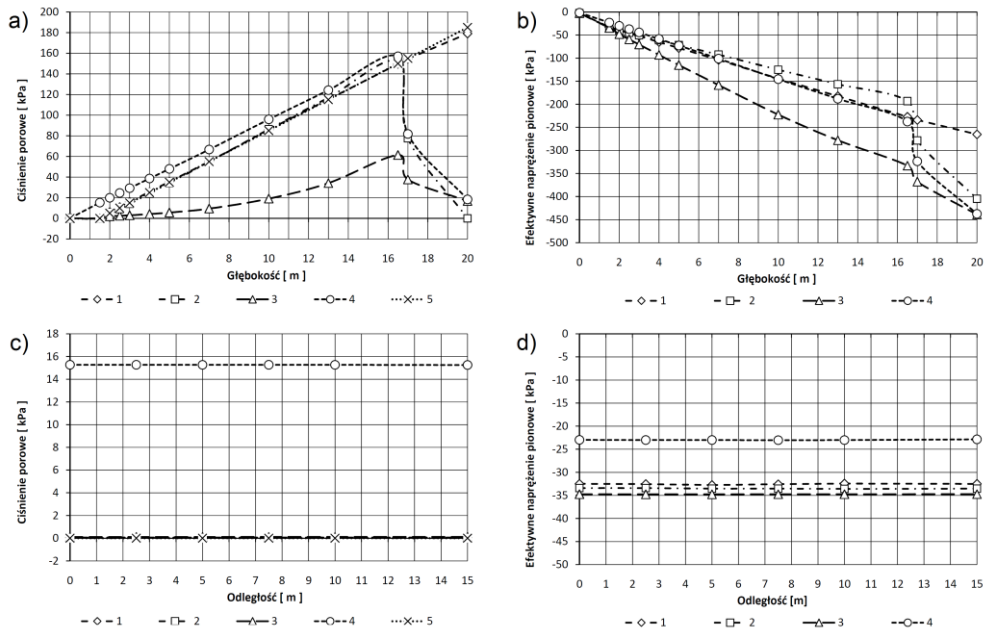 a)
Ciśnienie porowe [ kPa]
200
180
160
140
120
100
80
60
40
20
0
-20
0 2 4 6 8 10 12 14 16 18 20
Głębokość [ m ]
1 2 3 4 5
b)
Efektywne naprężenie pionowe [ kPa]
0
-50
-100
-150
-200
-250
-300
-350
-400
-450
-500
0 2 4 6 8 10 12 14 16 18 20
Głębokość [ m ]
1 2 3 4
c)
Ciśnienie porowe [ kPa]
18
16
14
12
10
8
6
4
2
0
-2
0 1 2 3 4 5 6 7 8 9 10 11 12 13 14 15
Odległość [ m ]
1 2 3 4 5
d)
Efektywne naprężenie pionowe [ kPa]
0
-5
-10
-15
-20
-25
-30
-35
-40
-45
-50
0 1 2 3 4 5 6 7 8 9 10 11 12 13 14 15
Odległość [m]
1 2 3 4